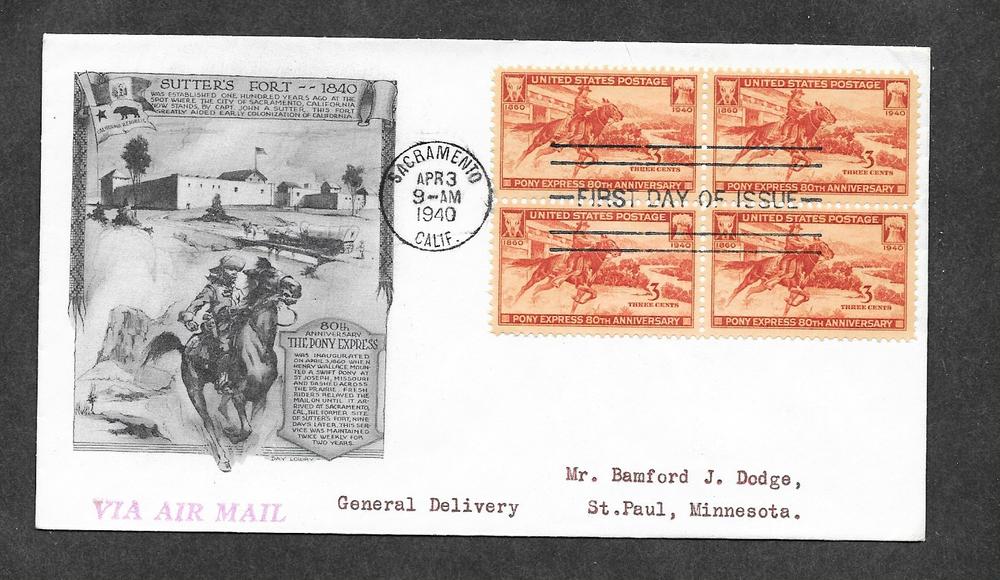 SUTTER'S FORT -- 1840
WAS ESTABLISHED ONE HUNDRED YEARS AGO AT THE
SPOT WHERE THE CITY OF SACRAMENTO, CALIFORNIA
NOW STANDS, BY CAPT. JOHN A. SUTTER. THIS FORT
GREATLY AIDED EARLY COLONIZATION OF CALIFORNIA.
CALIFORNIA REPUBLIC
80th
ANNIVERSARY
THE PONY EXPRESS
WAS INAUGURATED
ON APRIL 3, 1860 WHEN
HENRY WALLACE MOUN-
TED A SWIFT PONY AT
ST JOSEPH, MISSOURI
AND DASHED ACROSS
THE PRAIRIE. FRESH
RIDERS RELAYED THE
MAIL ON UNTIL IT AR-
RIVED AT SACRAMENTO,
CAL., THE FORMER SITE
OF SUTTER'S FORT, NINE
DAYS LATER. THIS SER-
VICE WAS MAINTAINED
TWICE WEEKLY FOR
TWO YEARS.
DAY LOWRY
SACRAMENTO
APR 3
9-AM
1940
CALIF.
UNITED STATES POSTAGE
1860
1940
3
THREE CENTS
PONY EXPRESS 80TH ANNIVERSARY
UNITED STATES POSTAGE
1860
1940
3
THREE CENTS
PONY EXPRESS 80TH ANNIVERSARY
FIRST DAY OF ISSUE
UNITED STATES POSTAGE
1860
1940
3
THREE CENTS
PONY EXPRESS 80TH ANNIVERSARY
UNITED STATES POSTAGE
1860
1940
3
THREE CENTS
PONY EXPRESS 80TH ANNIVERSARY
Mr. Bamford J. Dodge,
St.Paul, Minnesota.
General Delivery
VIA AIR MAIL